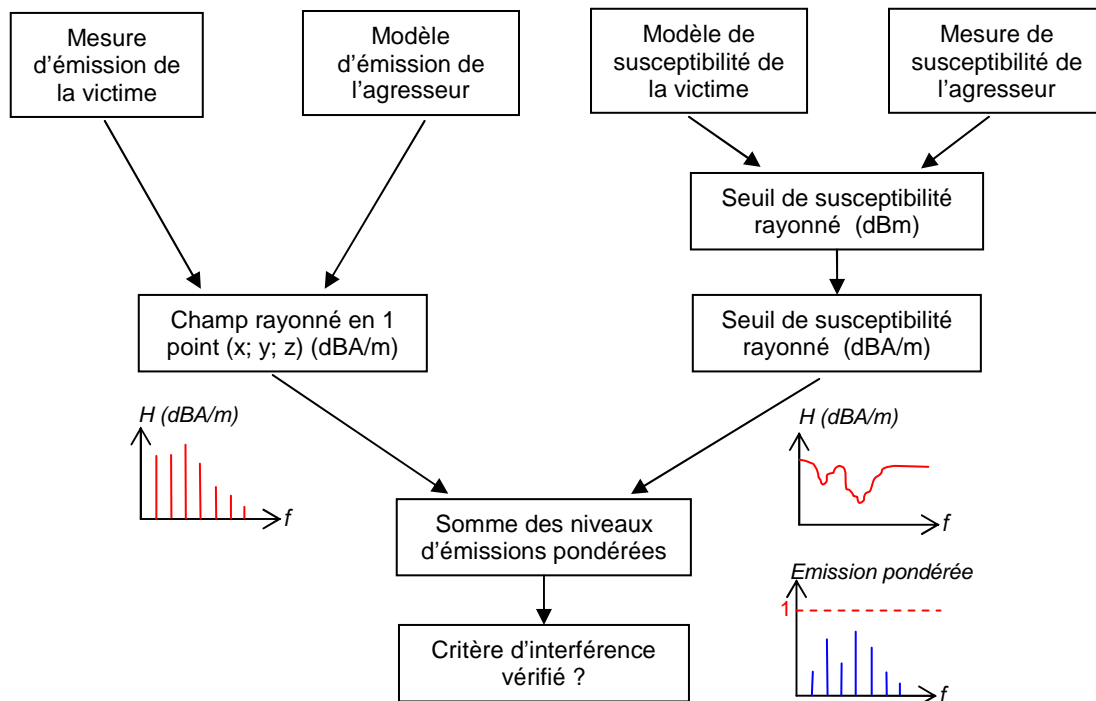 Mesure
d'émission de
la victime
Modèle
d'émission de
l'agresseur
Modèle de
susceptibilité de
la victime
Mesure de
susceptibilité de
l'agresseur
Seuil de susceptibilité
rayonné (dBm)
Champ rayonné en 1
point (x; y; z) (dBA/m)
Seuil de susceptibilité
rayonné (dBA/m)
H (dBA/m)
f
H (dBA/m)
f
Somme des niveaux
d'émissions pondérées
Emission pondérée
1
f
Critère d'interférence
vérifié ?